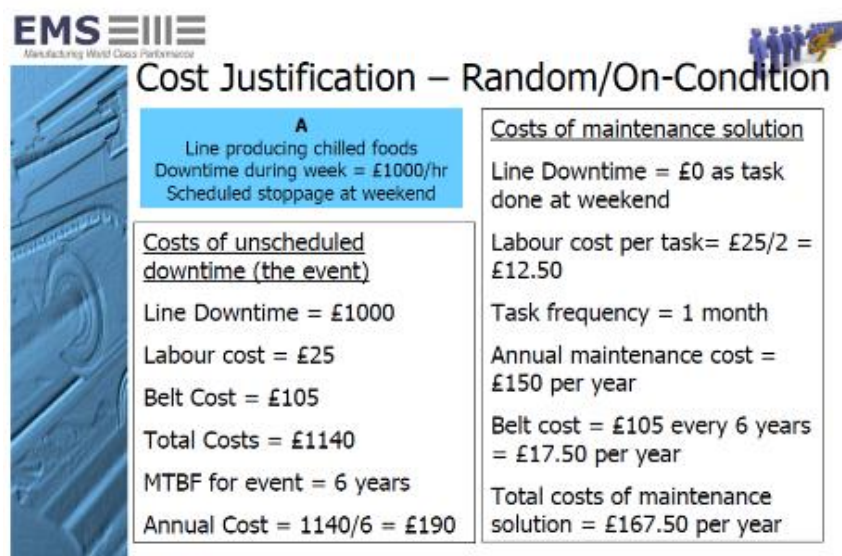 EMS
Manufacturing World Class Performance
Cost Justification – Random/On-Condition
A
Line producing chilled foods
Downtime during week = £1000/hr
Scheduled stoppage at weekend
Costs of unscheduled
downtime (the event)
Line Downtime = £1000
Labour cost = £25
Belt Cost = £105
Total Costs = £1140
MTBF for event = 6 years
Annual Cost = 1140/6 = £190
Costs of maintenance solution
Line Downtime = £0 as task
done at weekend
Labour cost per task= £25/2 =
£12.50
Task frequency = 1 month
Annual maintenance cost =
£150 per year
Belt cost = £105 every 6 years
= £17.50 per year
Total costs of maintenance
solution = £167.50 per year